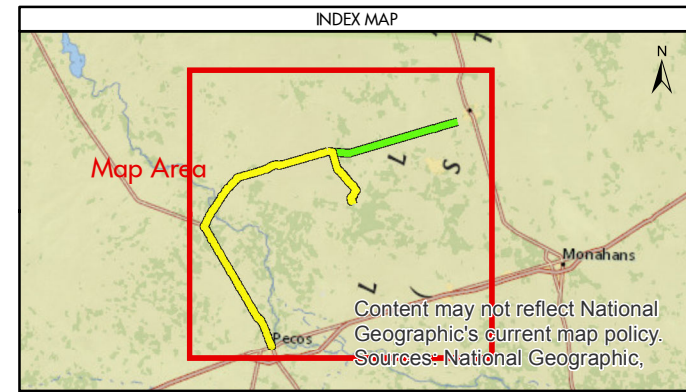 INDEX MAP
N
L
S
Map Area
L
Monahans
Content may not reflect National
Geographic's current map policy.
Pecos
Sources: National Geographic,